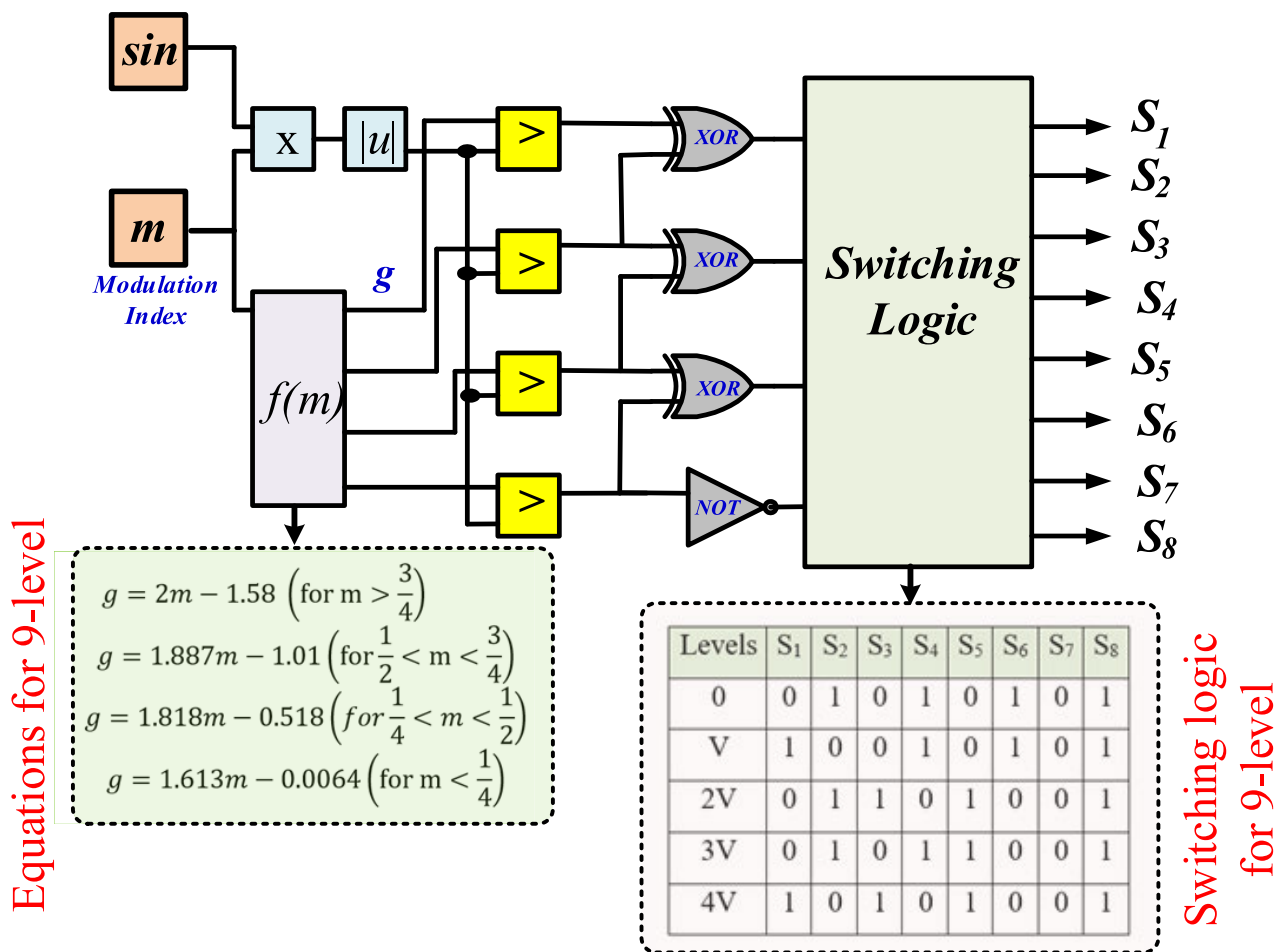 sin
m
Modulation
Index
x
|u|
g
f(m)
>
>
>
>
XOR
XOR
XOR
NOT
Switching
Logic
S₁
S₂
S₃
S₄
S₅
S₆
S₇
S₈
Equations for 9-level
g = 2m − 1.58 (for m > 3/4)
g = 1.887m − 1.01 (for 1/2 < m < 3/4)
g = 1.818m − 0.518 (for 1/4 < m < 1/2)
g = 1.613m − 0.0064 (for m < 1/4)
Levels S₁ S₂ S₃ S₄ S₅ S₆ S₇ S₈
0 0 1 0 1 0 1 0 1
V 1 0 0 1 0 1 0 1
2V 0 1 1 0 1 0 0 1
3V 0 1 0 1 1 0 0 1
4V 1 0 1 0 1 0 0 1
Switching logic
for 9-level